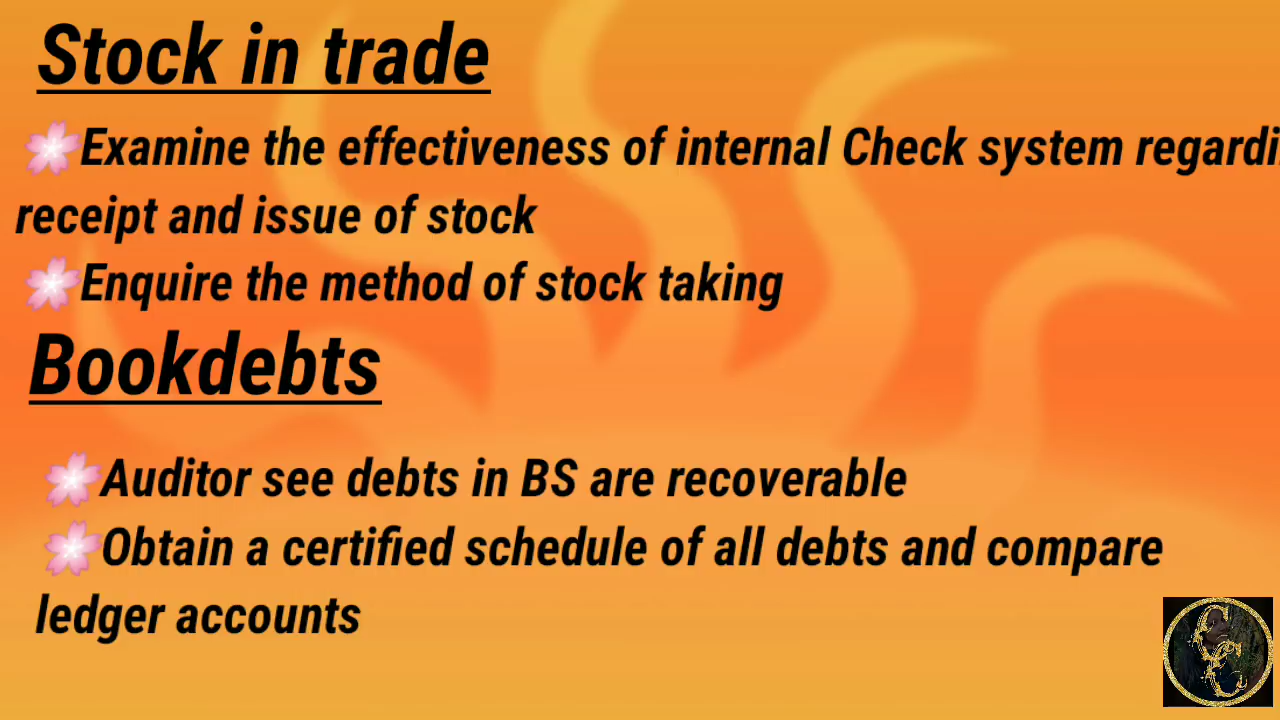 Stock in trade
🌸Examine the effectiveness of internal Check system regardi
receipt and issue of stock
🌸Enquire the method of stock taking
Bookdebts
🌸Auditor see debts in BS are recoverable
🌸Obtain a certified schedule of all debts and compare
ledger accounts